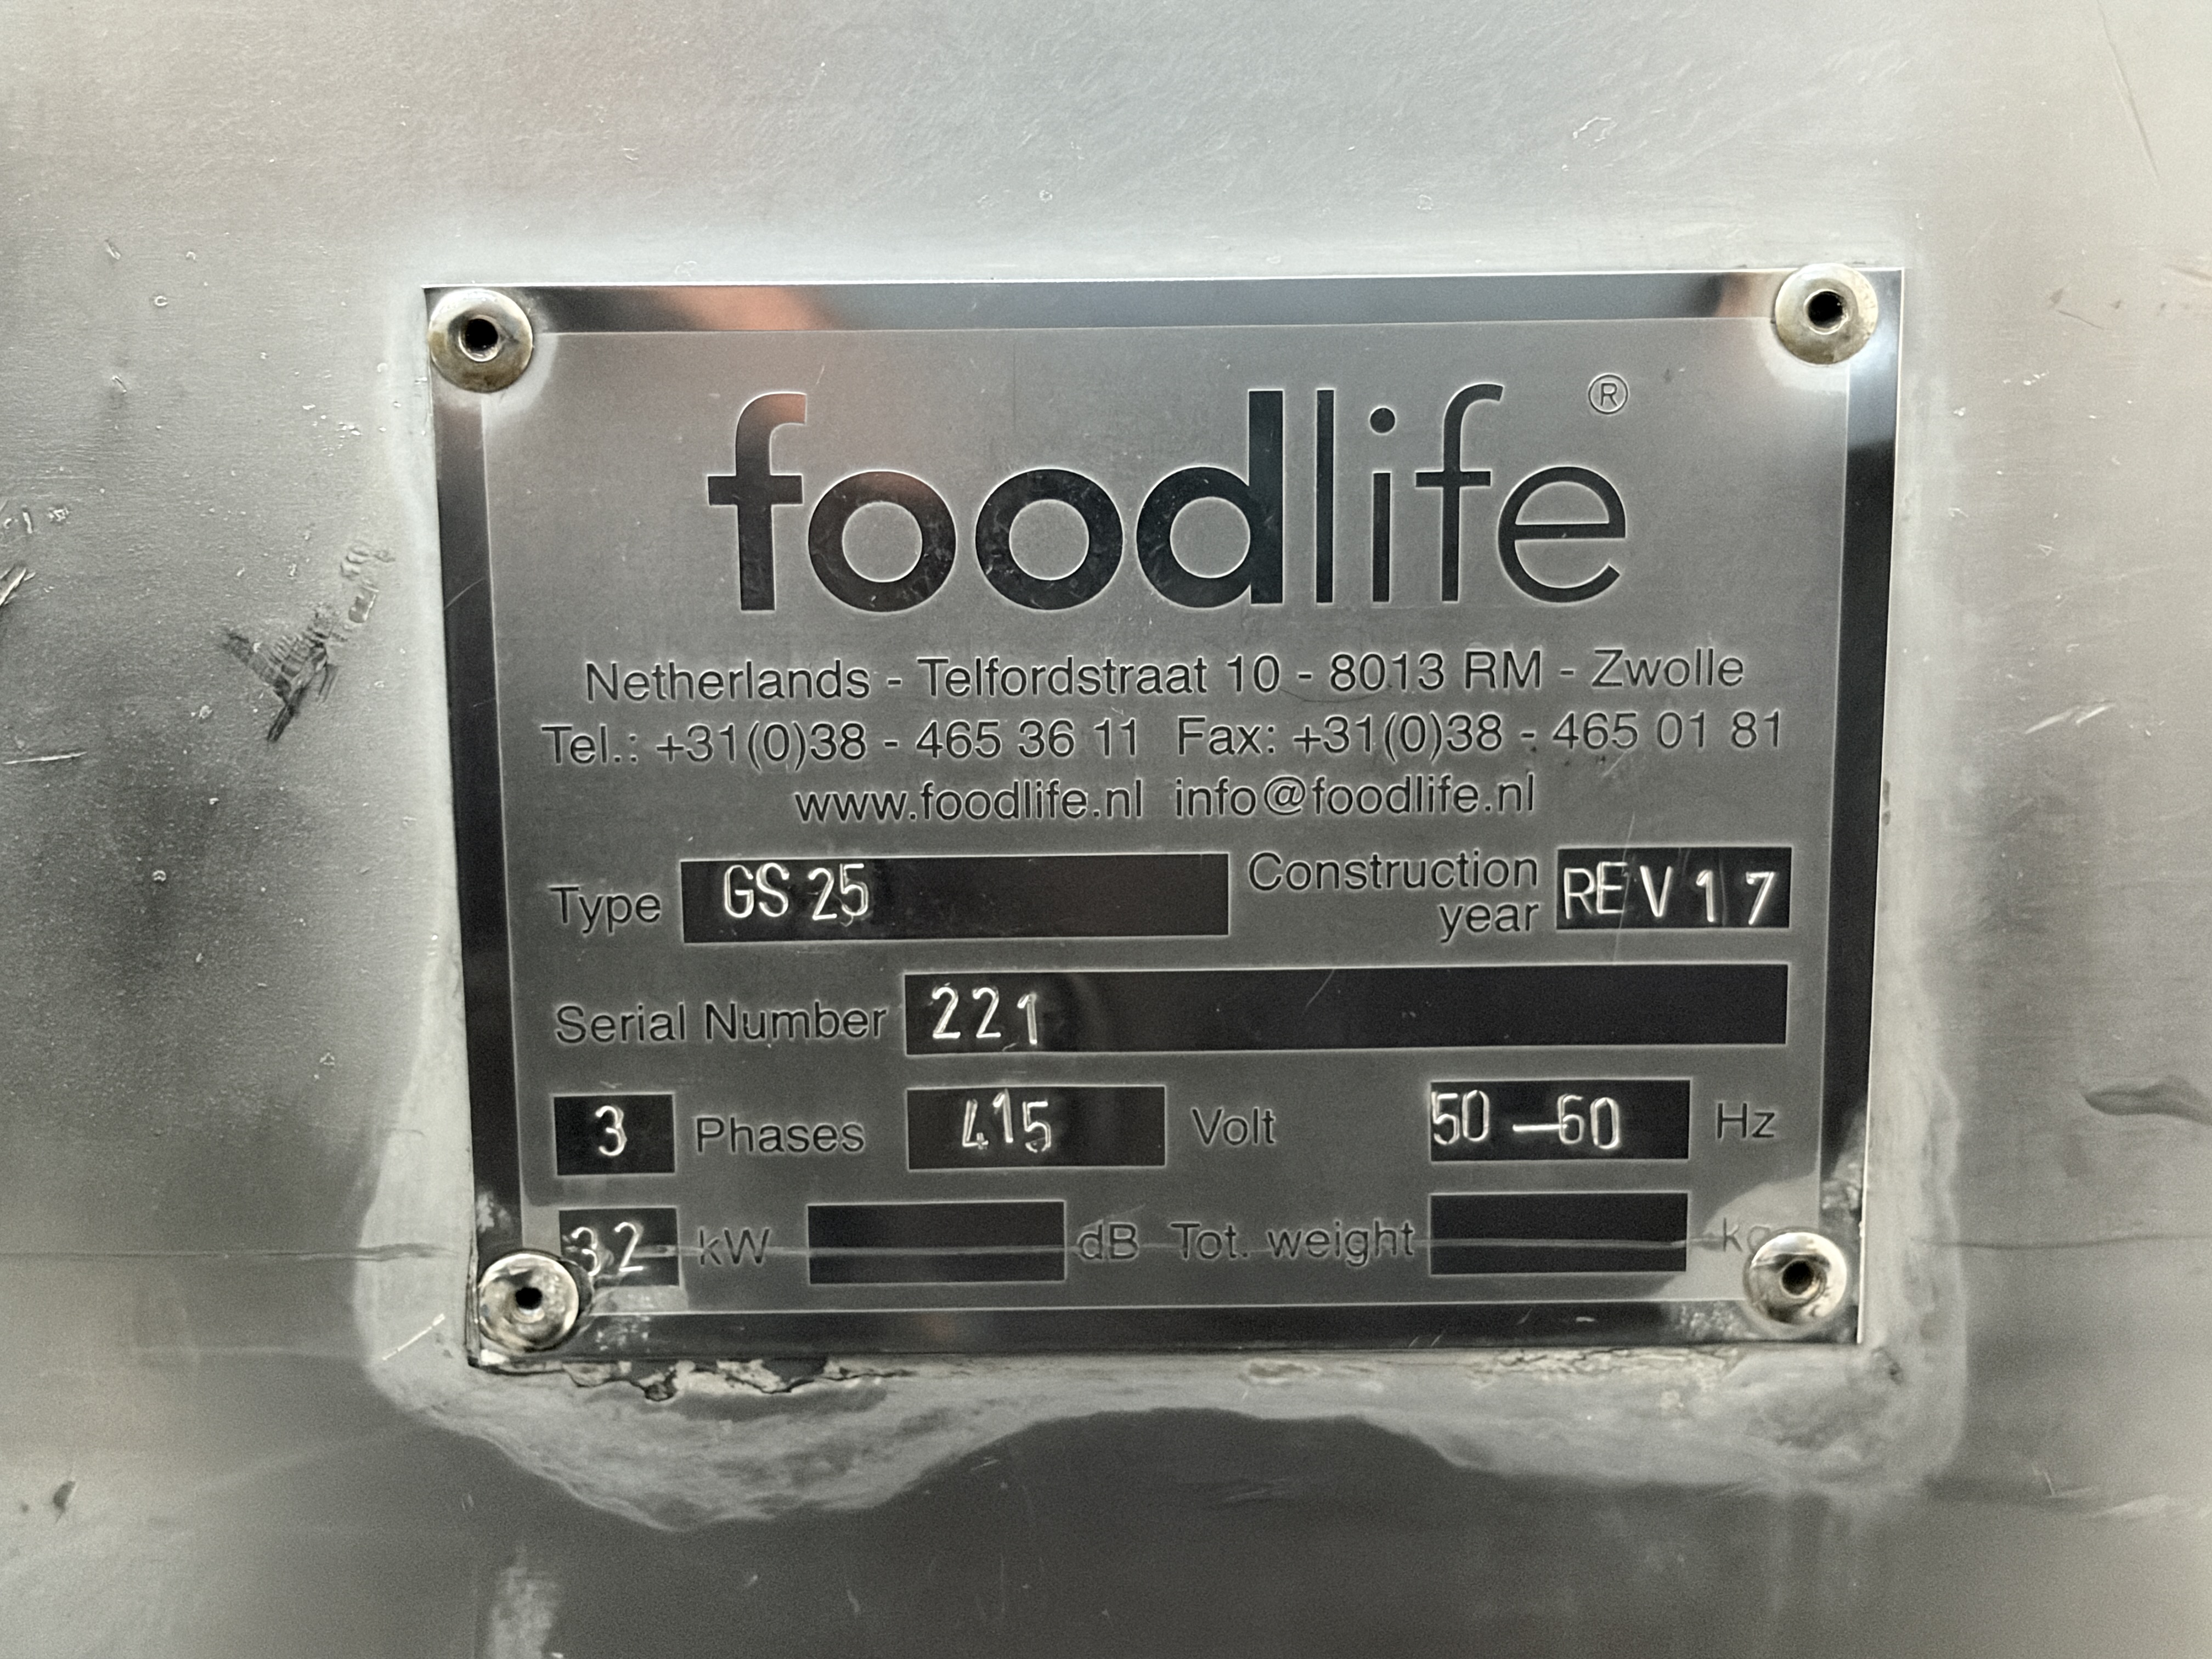 foodlife ®
Netherlands - Telfordstraat 10 - 8013 RM - Zwolle
Tel.: +31(0)38 - 465 36 11 Fax: +31(0)38 - 465 01 81
www.foodlife.nl info@foodlife.nl
Type GS 25 Construction year REV 17
Serial Number 221
3 Phases 415 Volt 50 – 60 Hz
32 kW dB Tot. weight kg